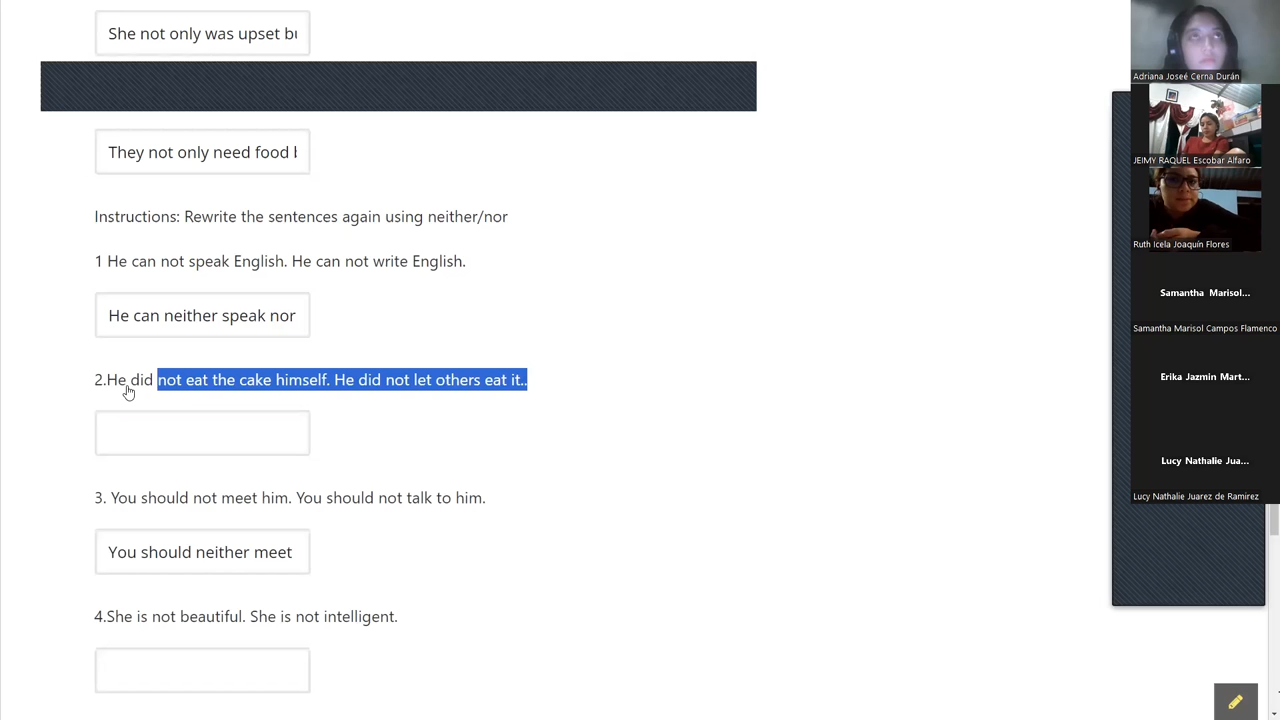 She not only was upset bu
Adriana Joseé Cerna Durán
They not only need food b
JEIMY RAQUEL Escobar Alfaro
Instructions: Rewrite the sentences again using neither/nor
Ruth Icela Joaquín Flores
1 He can not speak English. He can not write English.
Samantha Marisol...
He can neither speak nor
Samantha Marisol Campos Flamenco
2.He did not eat the cake himself. He did not let others eat it..
Erika Jazmin Mart...
Lucy Nathalie Jua...
3. You should not meet him. You should not talk to him.
Lucy Nathalie Juarez de Ramirez
You should neither meet
4.She is not beautiful. She is not intelligent.